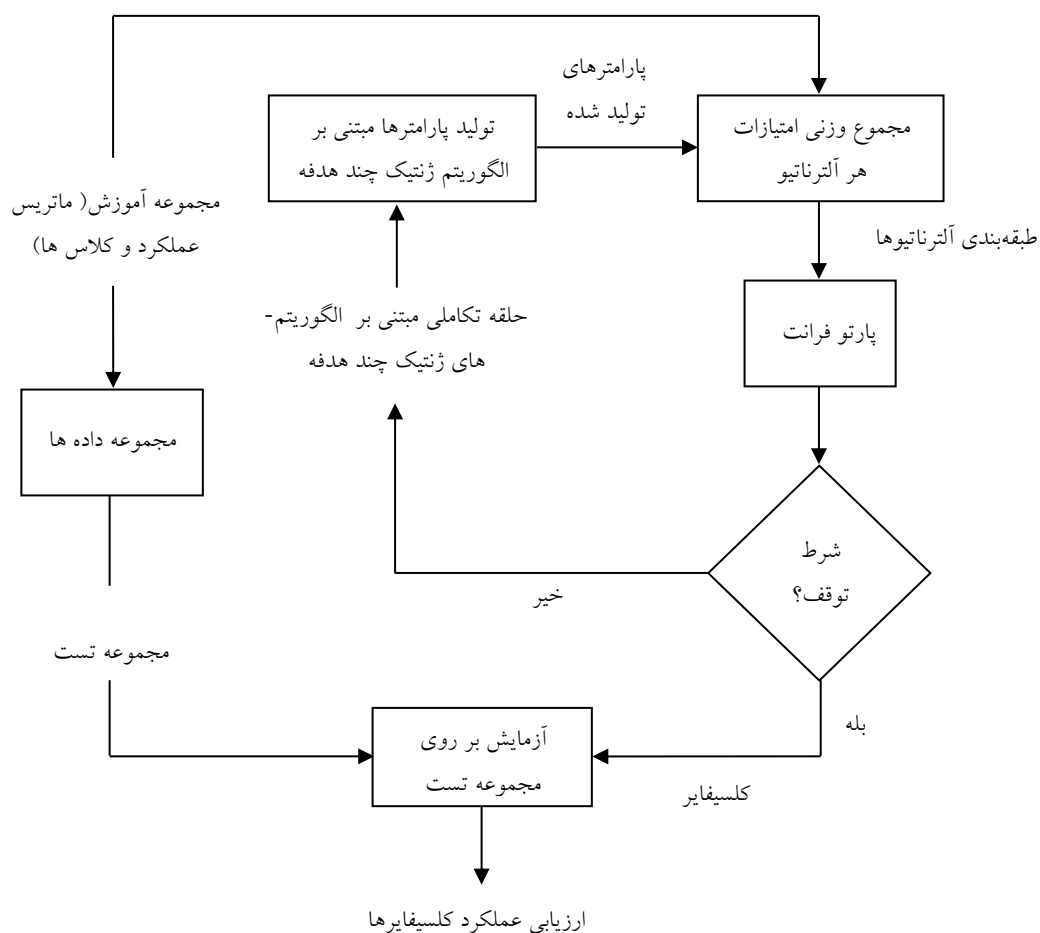 پارامترهای
تولید شده
تولید پارامترها مبتنی بر
الگوریتم ژنتیک چند هدفه
مجموع وزنی امتیازات
هر آلترناتیو
مجموعه آموزش( ماتریس
عملکرد و کلاس ها)
طبقه‌بندی آلترناتیوها
حلقه تکاملی مبتنی بر الگوریتم-
های ژنتیک چند هدفه
پارتو فرانت
مجموعه داده ها
شرط
توقف؟
خیر
مجموعه تست
بله
آزمایش بر روی
مجموعه تست
کلسیفایر
ارزیابی عملکرد کلسیفایرها